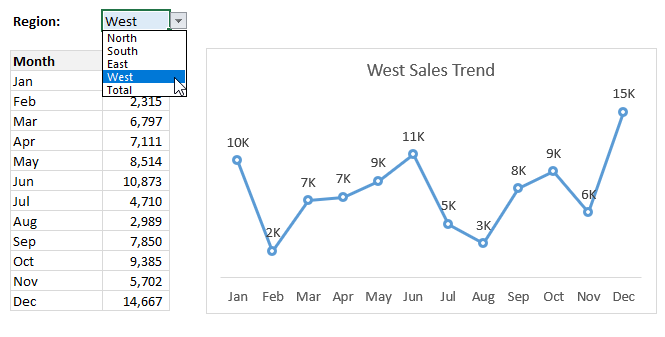 Region: West
North
South
East
West
Total
Month
Jan
Feb 2,315
Mar 6,797
Apr 7,111
May 8,514
Jun 10,873
Jul 4,710
Aug 2,989
Sep 7,850
Oct 9,385
Nov 5,702
Dec 14,667
West Sales Trend
10K 2K 7K 7K 9K 11K 5K 3K 8K 9K 6K 15K
Jan Feb Mar Apr May Jun Jul Aug Sep Oct Nov Dec